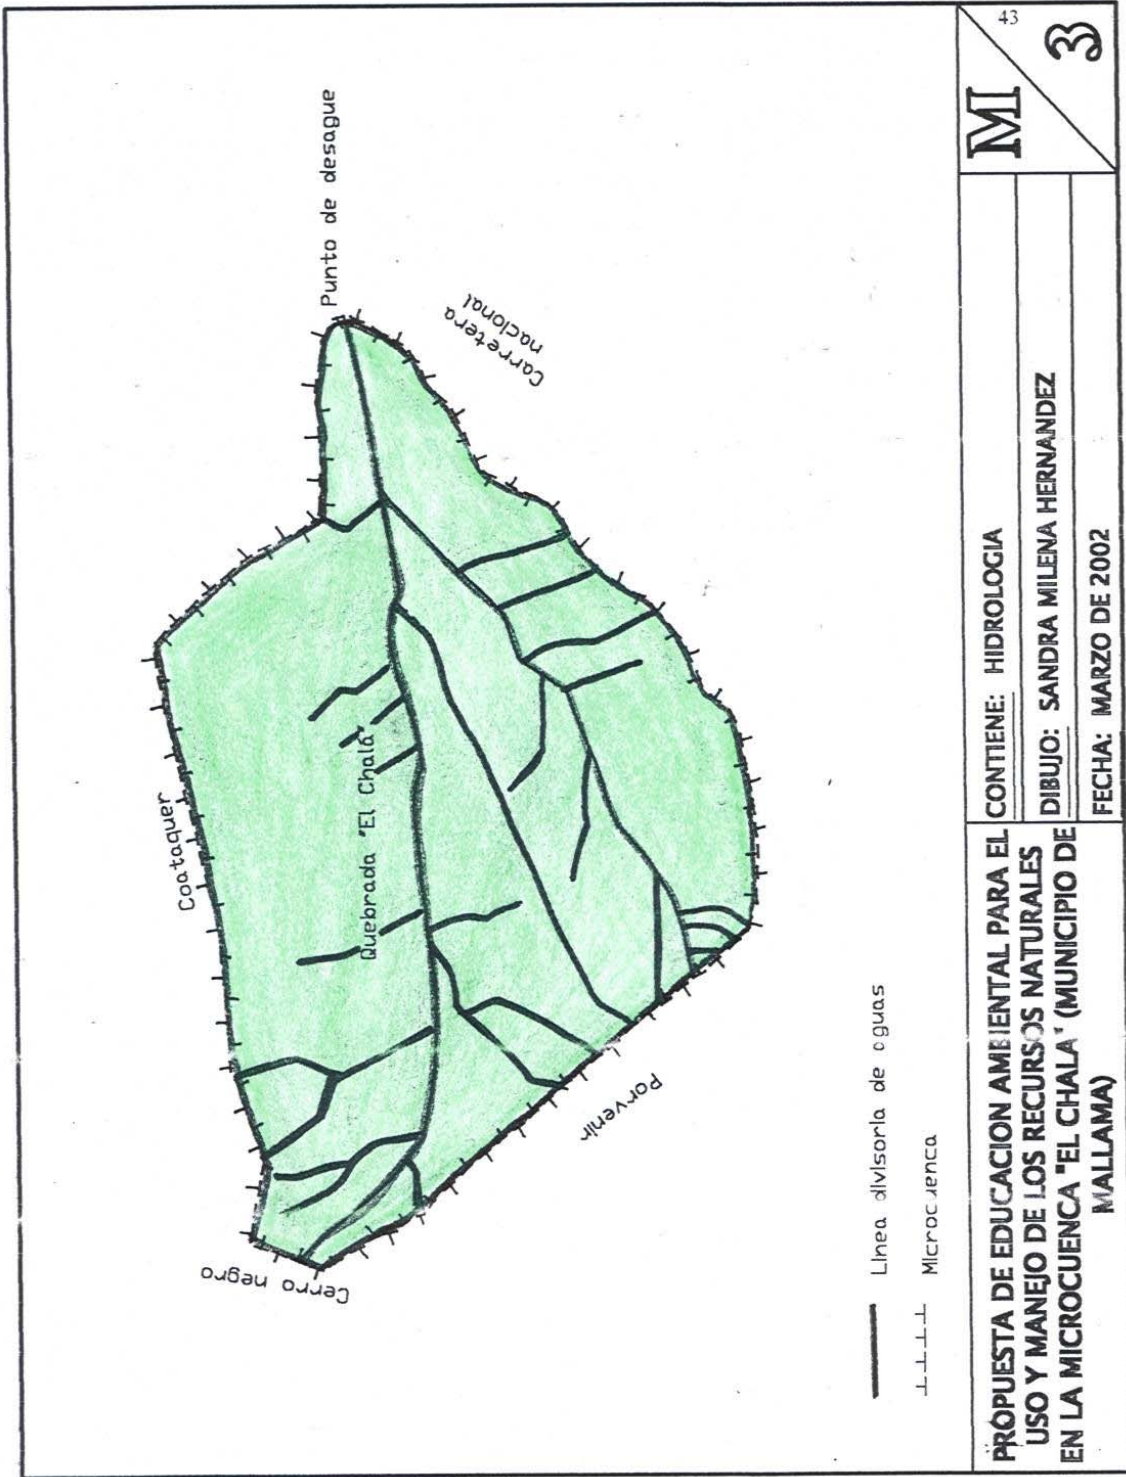 Punto de desague
Carretera
nacional
Coataquer
Quebrada "El Chalá"
Porvenir
Cerro negro
Linea divisoria de aguas
Microcuenca
PROPUESTA DE EDUCACION AMBIENTAL PARA EL
USO Y MANEJO DE LOS RECURSOS NATURALES
EN LA MICROCUENCA "EL CHALA" (MUNICIPIO DE
MALLAMA)
CONTIENE: HIDROLOGIA
DIBUJO: SANDRA MILENA HERNANDEZ
FECHA: MARZO DE 2002
MI
43
3